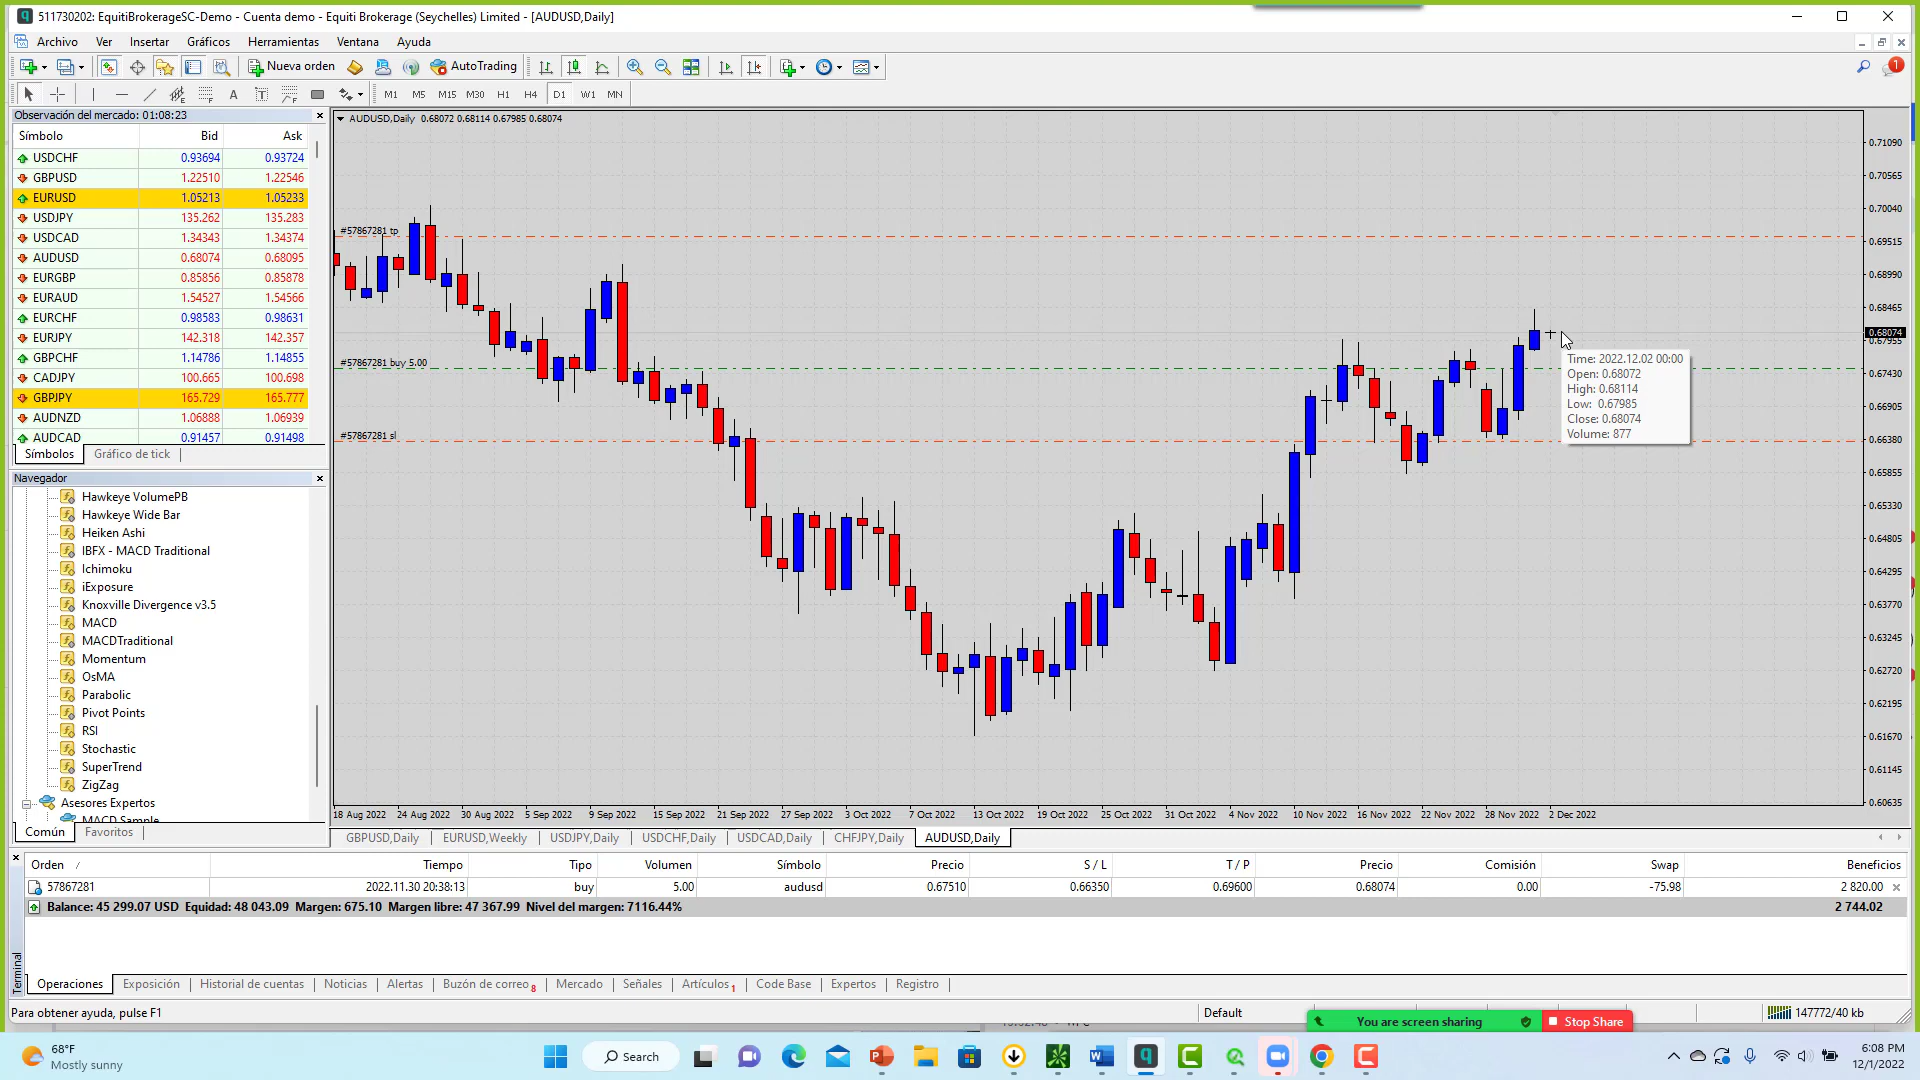 511730202: EquitiBrokerageSC-Demo - Cuenta demo - Equiti Brokerage (Seychelles) Limited - [AUDUSD,Daily]
Archivo Ver Insertar Gráficos Herramientas Ventana Ayuda
Nueva orden AutoTrading
1
A T M1 M5 M15 M30 H1 H4 D1 W1 MN
Observación del mercado: 01:08:23
Símbolo Bid Ask
USDCHF 0.93694 0.93724
GBPUSD 1.22510 1.22546
EURUSD 1.05213 1.05233
USDJPY 135.262 135.283
USDCAD 1.34343 1.34374
AUDUSD 0.68074 0.68095
EURGBP 0.85856 0.85878
EURAUD 1.54527 1.54566
EURCHF 0.98583 0.98631
EURJPY 142.318 142.357
GBPCHF 1.14786 1.14855
CADJPY 100.665 100.698
GBPJPY 165.729 165.777
AUDNZD 1.06888 1.06939
AUDCAD 0.91457 0.91498
Símbolos Gráfico de tick
Navegador
Hawkeye VolumePB
Hawkeye Wide Bar
Heiken Ashi
IBFX - MACD Traditional
Ichimoku
iExposure
Knoxville Divergence v3.5
MACD
MACDTraditional
Momentum
OsMA
Parabolic
Pivot Points
RSI
Stochastic
SuperTrend
ZigZag
Asesores Expertos
MACD Sample
Común Favoritos
AUDUSD,Daily 0.68072 0.68114 0.67985 0.68074
#57867281 tp
#57867281 buy 5.00
#57867281 sl
Time: 2022.12.02 00:00
Open: 0.68072
High: 0.68114
Low: 0.67985
Close: 0.68074
Volume: 877
0.71090
0.70565
0.70040
0.69515
0.68990
0.68465
0.68074
0.67955
0.67430
0.66905
0.66380
0.65855
0.65330
0.64805
0.64295
0.63770
0.63245
0.62720
0.62195
0.61670
0.61145
0.60635
18 Aug 2022 24 Aug 2022 30 Aug 2022 5 Sep 2022 9 Sep 2022 15 Sep 2022 21 Sep 2022 27 Sep 2022 3 Oct 2022 7 Oct 2022 13 Oct 2022 19 Oct 2022 25 Oct 2022 31 Oct 2022 4 Nov 2022 10 Nov 2022 16 Nov 2022 22 Nov 2022 28 Nov 2022 2 Dec 2022
GBPUSD,Daily EURUSD,Weekly USDJPY,Daily USDCHF,Daily USDCAD,Daily CHFJPY,Daily AUDUSD,Daily
Orden Tiempo Tipo Volumen Símbolo Precio S / L T / P Precio Comisión Swap Beneficios
57867281 2022.11.30 20:38:13 buy 5.00 audusd 0.67510 0.66350 0.69600 0.68074 0.00 -75.98 2 820.00
Balance: 45 299.07 USD Equidad: 48 043.09 Margen: 675.10 Margen libre: 47 367.99 Nivel del margen: 7116.44% 2 744.02
Terminal
Operaciones Exposición Historial de cuentas Noticias Alertas Buzón de correo 8 Mercado Señales Artículos 1 Code Base Expertos Registro
Para obtener ayuda, pulse F1 Default 147772/40 kb
You are screen sharing Stop Share
68°F
Mostly sunny
Search
6:08 PM
12/1/2022